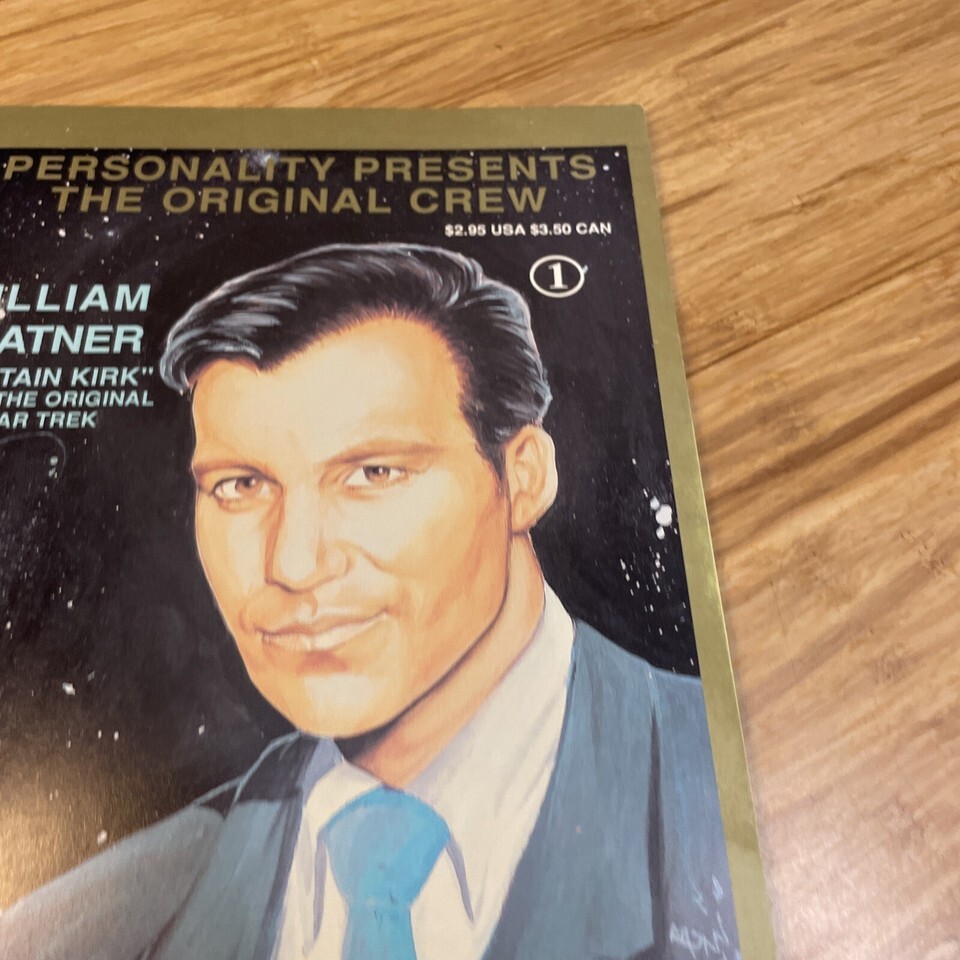 PERSONALITY PRESENTS
THE ORIGINAL CREW
$2.95 USA $3.50 CAN
1
ILLIAM
ATNER
TAIN KIRK"
THE ORIGINAL
AR TREK